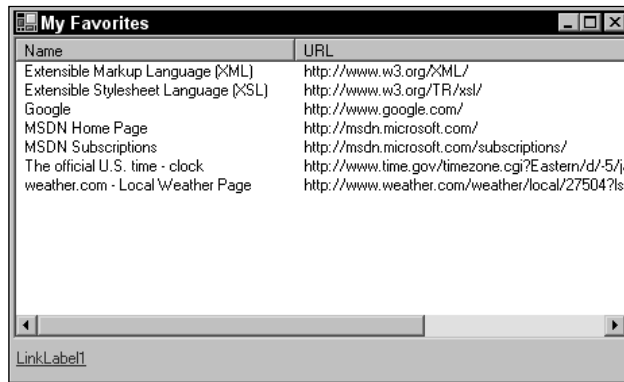 My Favorites
Name URL
Extensible Markup Language (XML) http://www.w3.org/XML/
Extensible Stylesheet Language (XSL) http://www.w3.org/TR/xsl/
Google http://www.google.com/
MSDN Home Page http://msdn.microsoft.com/
MSDN Subscriptions http://msdn.microsoft.com/subscriptions/
The official U.S. time - clock http://www.time.gov/timezone.cgi?Eastern/d/-5/j
weather.com - Local Weather Page http://www.weather.com/weather/local/27504?ls
LinkLabel1